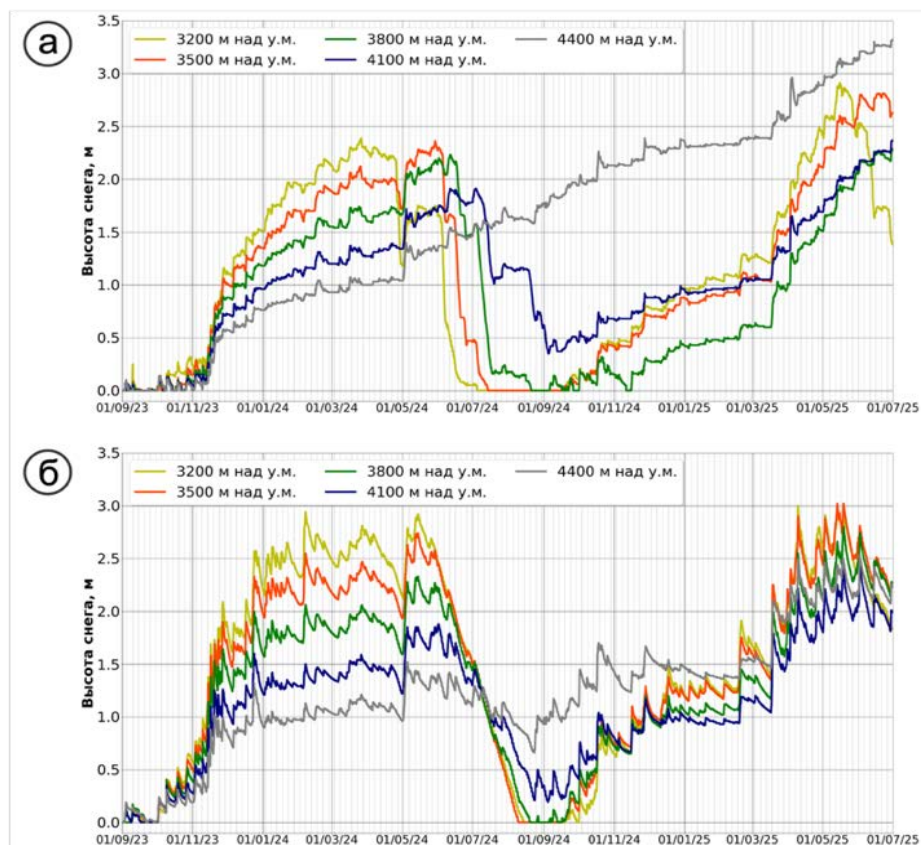 а
3.5
3200 м над у.м.
3500 м над у.м.
3800 м над у.м.
4100 м над у.м.
4400 м над у.м.
3.0
2.5
2.0
1.5
1.0
0.5
0.0
Высота снега, м
01/09/23 01/11/23 01/01/24 01/03/24 01/05/24 01/07/24 01/09/24 01/11/24 01/01/25 01/03/25 01/05/25 01/07/25
б
3.5
3200 м над у.м.
3500 м над у.м.
3800 м над у.м.
4100 м над у.м.
4400 м над у.м.
3.0
2.5
2.0
1.5
1.0
0.5
0.0
Высота снега, м
01/09/23 01/11/23 01/01/24 01/03/24 01/05/24 01/07/24 01/09/24 01/11/24 01/01/25 01/03/25 01/05/25 01/07/25